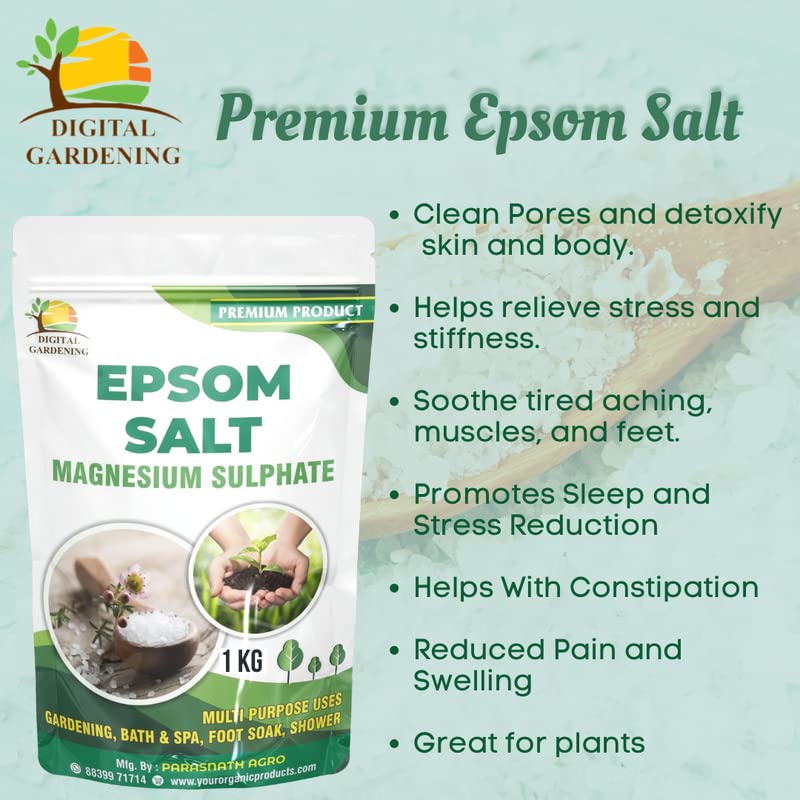 DIGITAL
GARDENING
Premium Epsom Salt
• Clean Pores and detoxify
skin and body.
• Helps relieve stress and
stiffness.
• Soothe tired aching,
muscles, and feet.
• Promotes Sleep and
Stress Reduction
• Helps With Constipation
• Reduced Pain and
Swelling
• Great for plants
PREMIUM PRODUCT
DIGITAL
GARDENING
EPSOM
SALT
MAGNESIUM SULPHATE
1 KG
MULTI PURPOSE USES
GARDENING, BATH & SPA, FOOT SOAK, SHOWER
Mfg. By : PARASNATH AGRO
88399 71714 www.yourorganicproducts.com